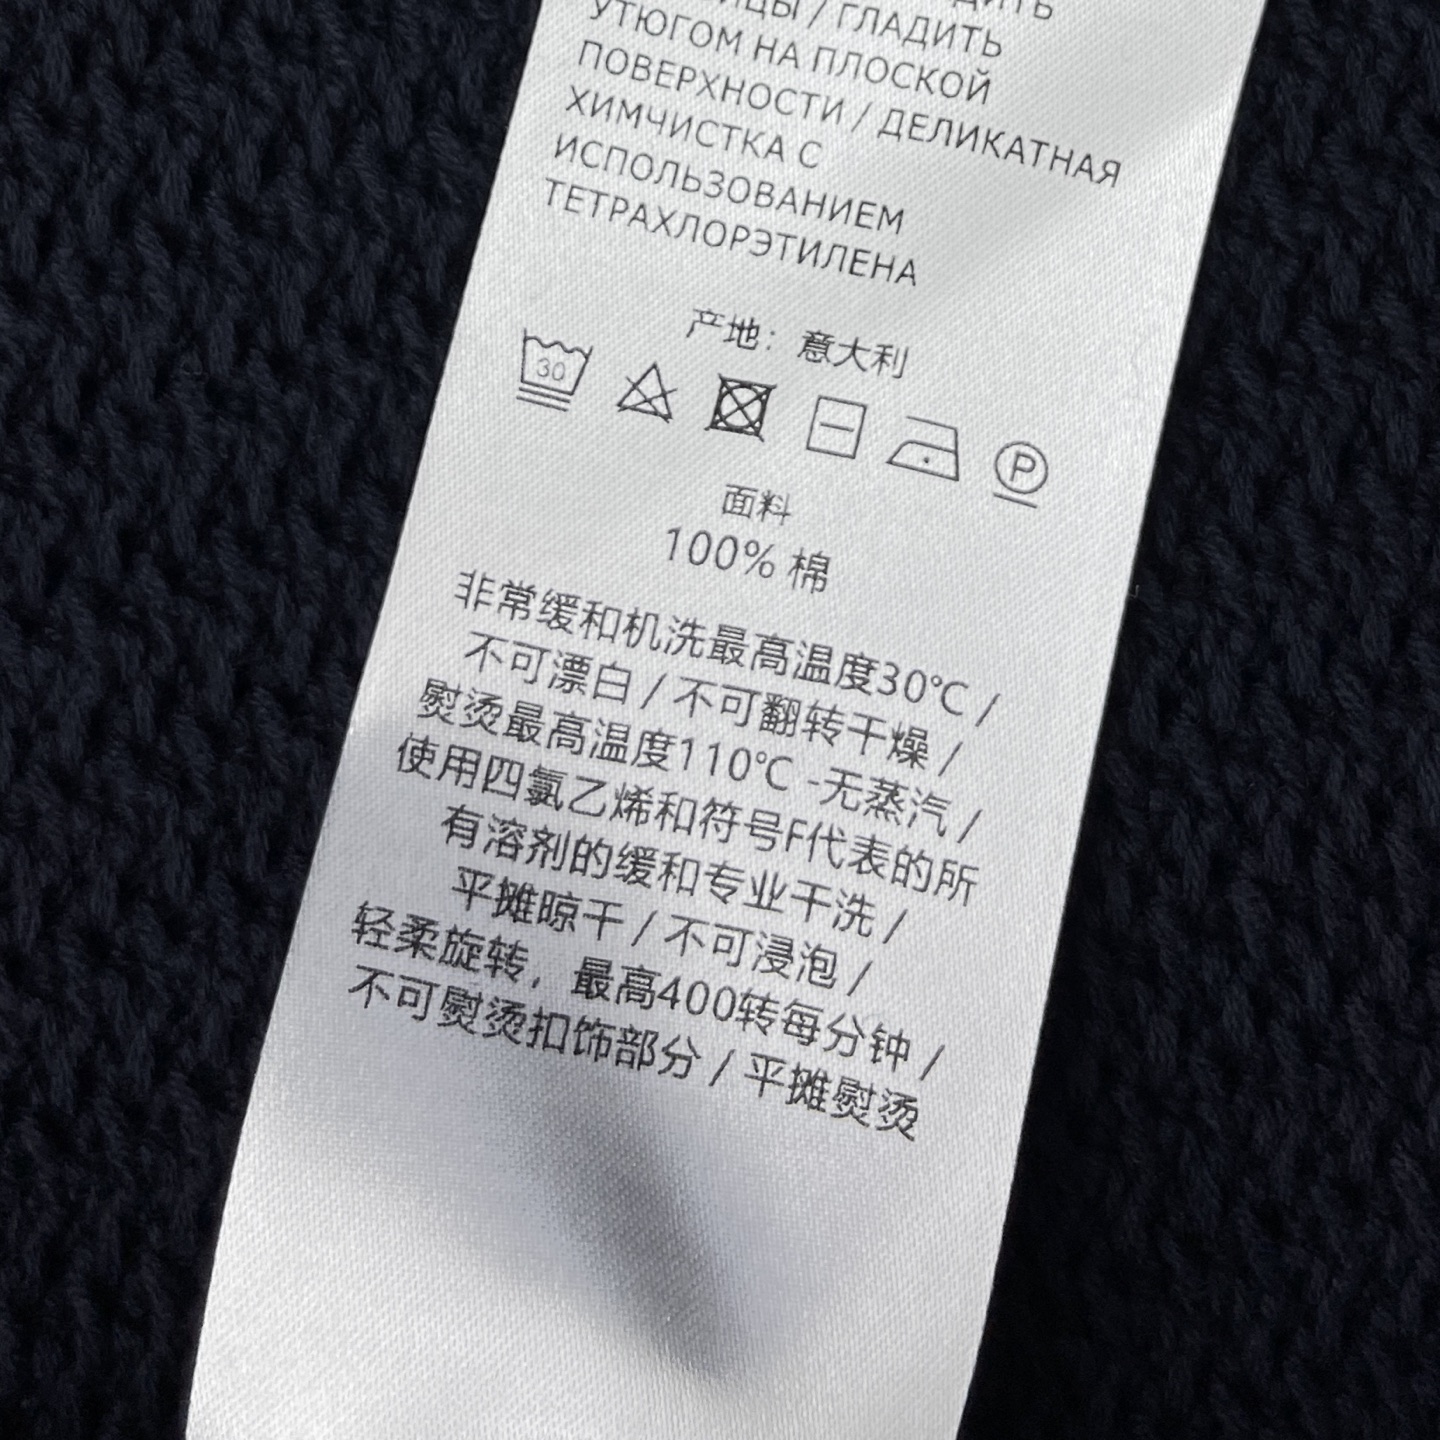 ГЛАДИТЬ
УТЮГОМ НА ПЛОСКОЙ
ПОВЕРХНОСТИ / ДЕЛИКАТНАЯ
ХИМЧИСТКА С
ИСПОЛЬЗОВАНИЕМ
ТЕТРАХЛОРЭТИЛЕНА
产地：意大利
30
P
面料
100% 棉
非常缓和机洗最高温度30℃ /
不可漂白 / 不可翻转干燥 /
熨烫最高温度110℃ -无蒸汽 /
使用四氯乙烯和符号F代表的所
有溶剂的缓和专业干洗 /
平摊晾干 / 不可浸泡 /
轻柔旋转，最高400转每分钟 /
不可熨烫扣饰部分 / 平摊熨烫